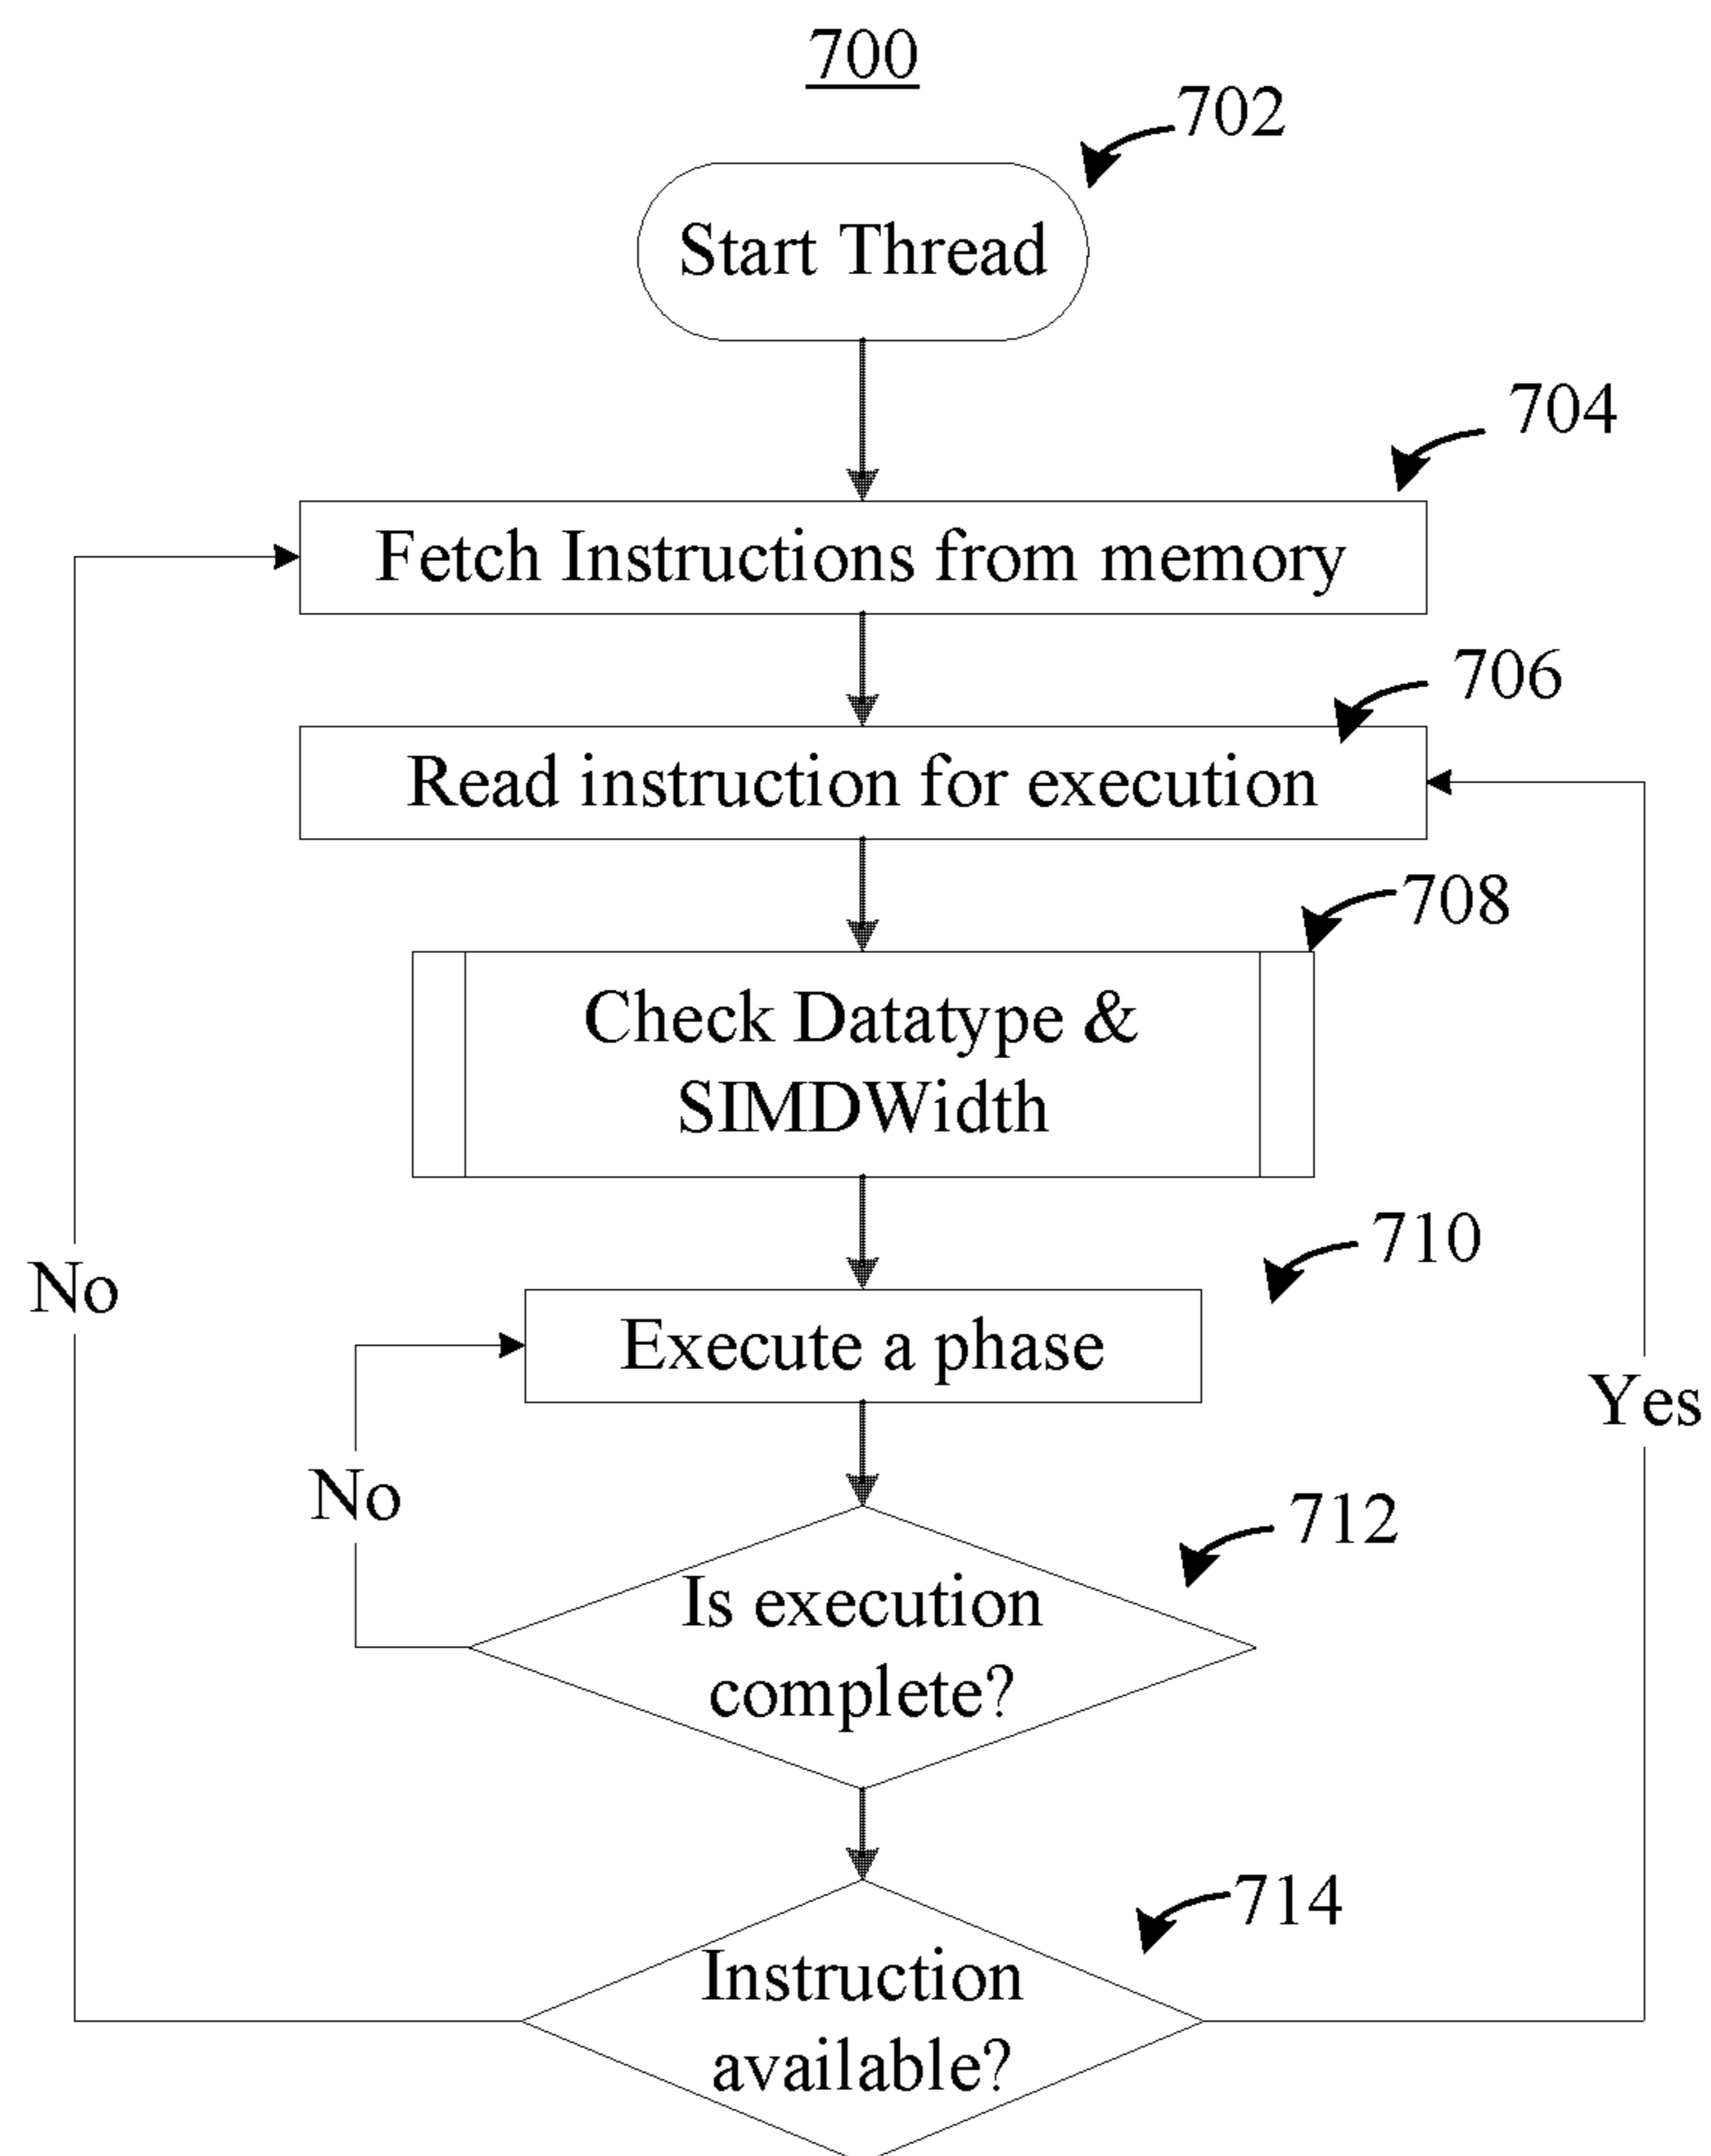 700
702
Start Thread
704
Fetch Instructions from memory
706
Read instruction for execution
708
Check Datatype &
SIMDWidth
710
No
Execute a phase
Yes
No
712
Is execution
complete?
714
Instruction
available?